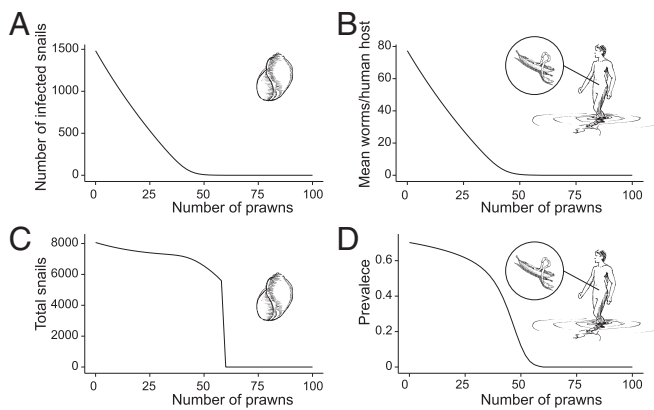 A
Number of infected snails
1500
1000
500
0
0 25 50 75 100
Number of prawns
B
Mean worms/human host
80
60
40
20
0
0 25 50 75 100
Number of prawns
C
Total snails
8000
6000
4000
2000
0
0 25 50 75 100
Number of prawns
D
Prevalece
0.6
0.4
0.2
0
0 25 50 75 100
Number of prawns